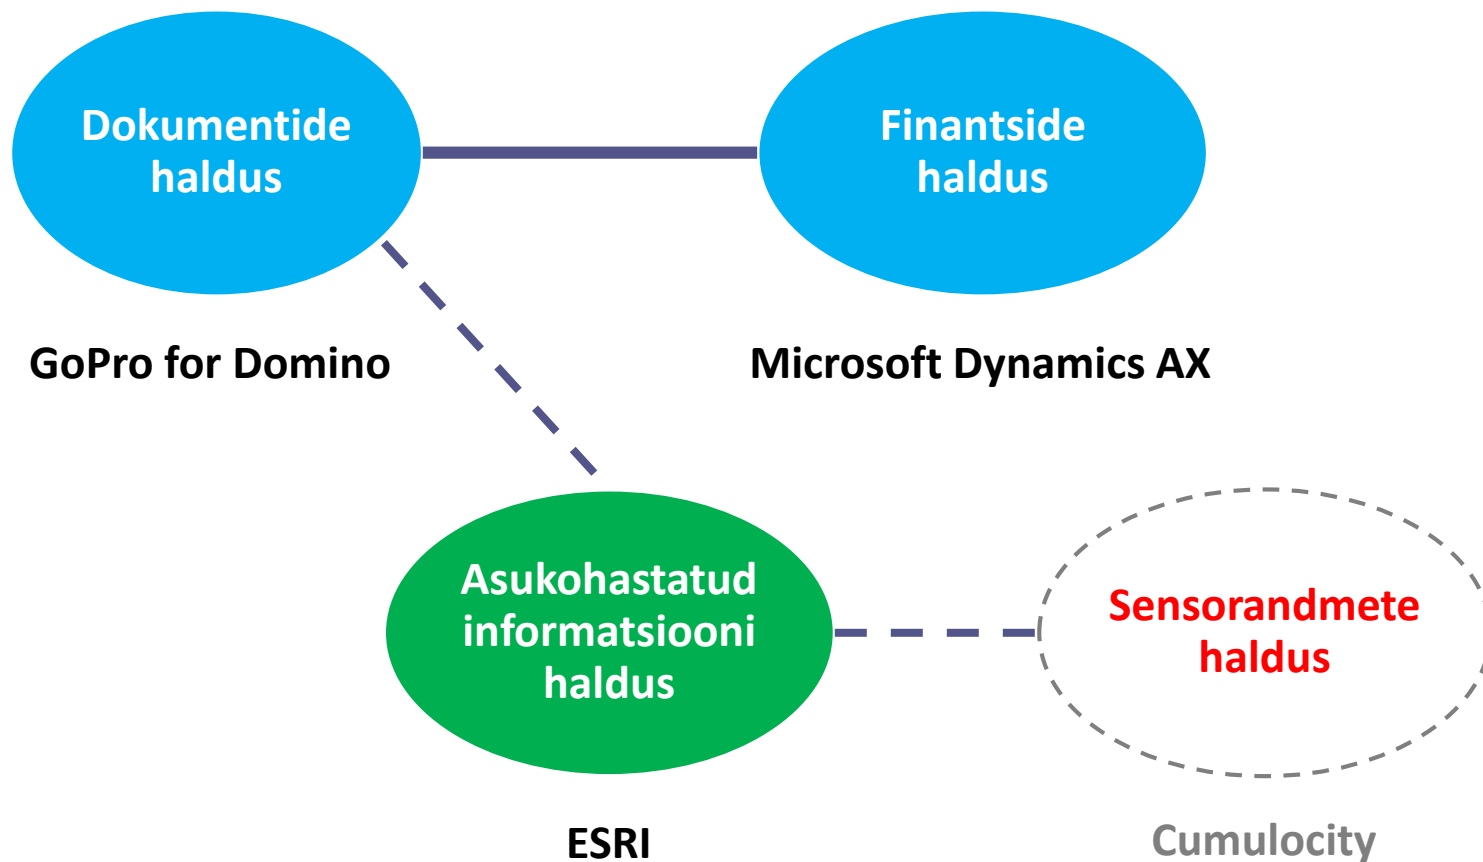 Dokumentide
haldus
Finantside
haldus
GoPro for Domino
Microsoft Dynamics AX
Asukohastatud
informatsiooni
haldus
Sensorandmete
haldus
ESRI
Cumulocity